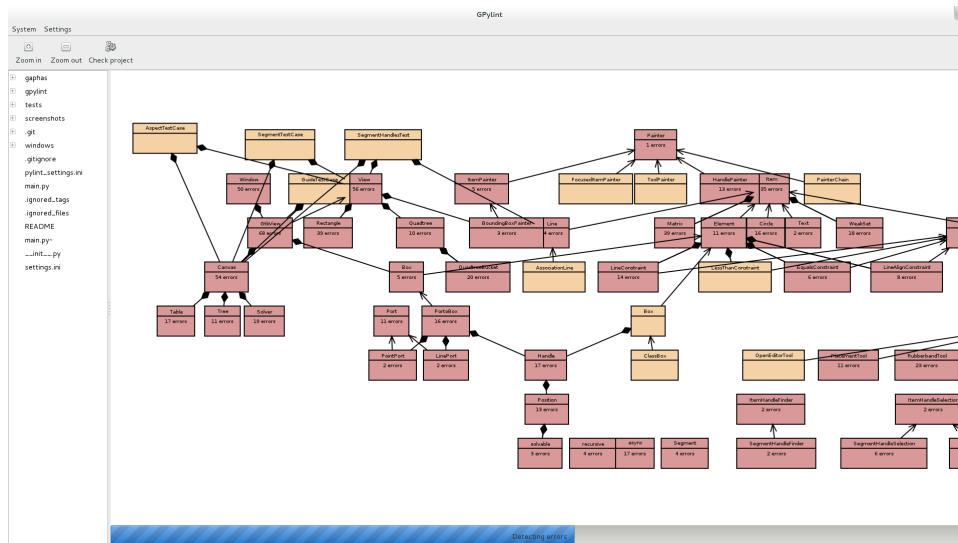 GPylint
System Settings
Zoom in Zoom out Check project
gaphas
gpylint
tests
screenshots
.git
windows
.gitignore
pylint_settings.ini
main.py
.ignored_tags
.ignored_files
README
main.py~
__init__.py
settings.ini
AspectTestCase
SegmentTestCase
SegmentHandlesTest
Painter
1 errors
Window
50 errors
View
56 errors
ItemPainter
5 errors
FocusedItemPainter
ToolPainter
HandlePainter
13 errors
Item
35 errors
PainterChain
GtkView
68 errors
Rectangle
39 errors
Quadtree
10 errors
BoundingBoxPainter
3 errors
Line
4 errors
Matrix
39 errors
Element
11 errors
Circle
16 errors
Text
2 errors
WeakSet
18 errors
Canvas
54 errors
Box
5 errors
QuadtreeBucket
20 errors
AssociationLine
LineConstraint
14 errors
LessThanConstraint
EqualsConstraint
6 errors
LineAlignConstraint
8 errors
Table
17 errors
Tree
11 errors
Solver
19 errors
Port
11 errors
PortoBox
16 errors
Box
PointPort
2 errors
LinePort
2 errors
Handle
17 errors
ClassBox
OpenEditorTool
PlacementTool
11 errors
RubberbandTool
20 errors
Position
13 errors
ItemHandleFinder
2 errors
ItemHandleSelection
2 errors
solvable
3 errors
recursive
4 errors
async
17 errors
Segment
4 errors
SegmentHandleFinder
2 errors
SegmentHandleSelection
6 errors
Detecting errors